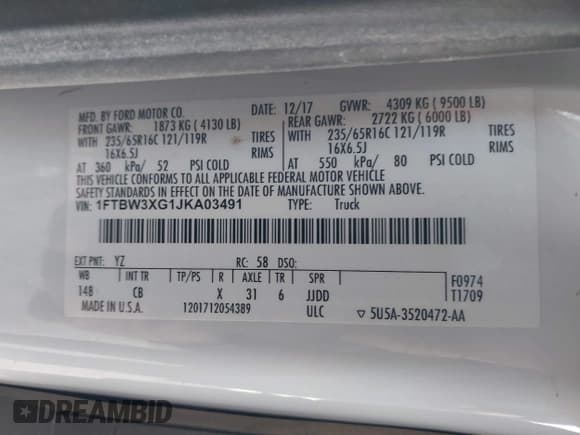 MFD. BY FORD MOTOR CO.
DATE: 12/17 GVWR: 4309 KG ( 9500 LB)
FRONT GAWR: 1873 KG ( 4130 LB)
REAR GAWR: 2722 KG ( 6000 LB)
WITH 235/65R16C 121/119R TIRES
WITH 235/65R16C 121/119R TIRES
16X6.5J RIMS
16X6.5J RIMS
AT 360 kPa/ 52 PSI COLD
AT 550 kPa/ 80 PSI COLD
THIS VEHICLE CONFORMS TO ALL APPLICABLE FEDERAL MOTOR VEHICLE
SAFETY STANDARDS IN EFFECT ON THE DATE OF MANUFACTURE SHOWN ABOVE.
VIN: 1FTBW3XG1JKA03491 TYPE: Truck
EXT PNT: YZ RC: 58 DSO:
WB INT TR TP/PS R AXLE TR SPR
148 CB X 31 6 JJDD
F0974
T1709
MADE IN U.S.A. 1201712054389 ULC ▽ 5U5A-3520472-AA
DREAMBID